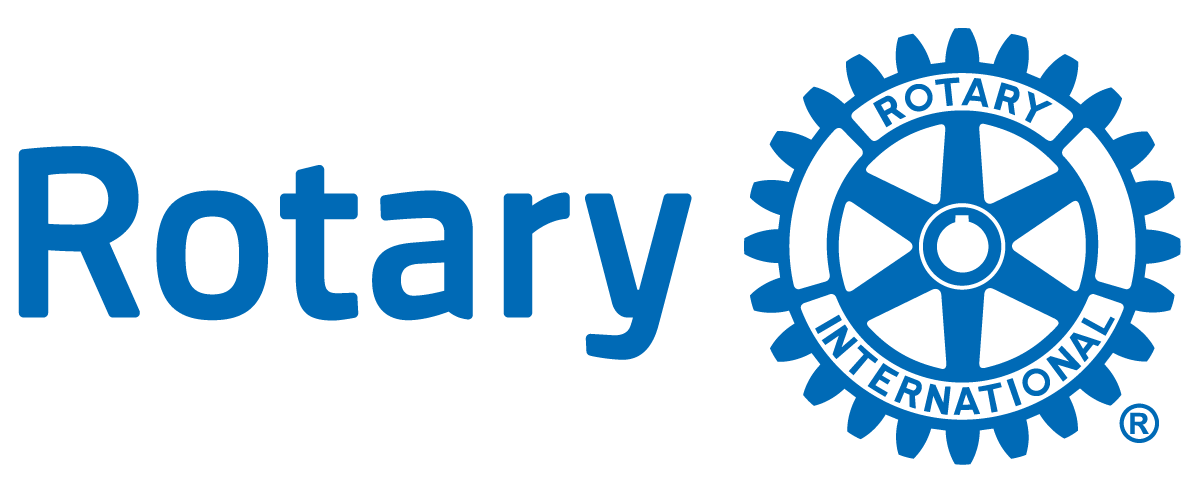 Rotary
ROTARY
INTERNATIONAL
®